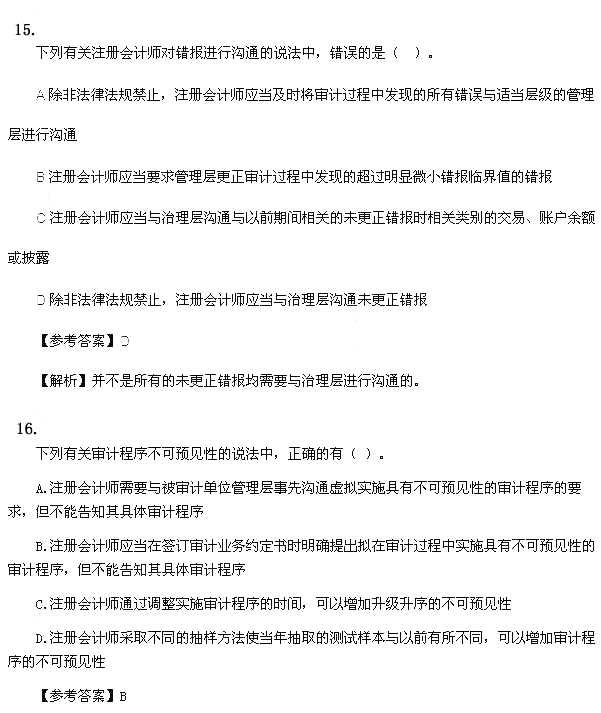 15.
下列有关注册会计师对错报进行沟通的说法中，错误的是（　）。
A 除非法律法规禁止，注册会计师应当及时将审计过程中发现的所有错误与适当层级的管理
层进行沟通
B 注册会计师应当要求管理层更正审计过程中发现的超过明显微小错报临界值的错报
C 注册会计师应当与治理层沟通与以前期间相关的未更正错报时相关类别的交易、账户余额
或披露
D 除非法律法规禁止，注册会计师应当与治理层沟通未更正错报
【参考答案】D
【解析】并不是所有的未更正错报均需要与治理层进行沟通的。
16.
下列有关审计程序不可预见性的说法中，正确的有（ ）。
A.注册会计师需要与被审计单位管理层事先沟通虚拟实施具有不可预见性的审计程序的要
求，但不能告知其具体审计程序
B.注册会计师应当在签订审计业务约定书时明确提出拟在审计过程中实施具有不可预见性的
审计程序，但不能告知其具体审计程序
C.注册会计师通过调整实施审计程序的时间，可以增加升级升序的不可预见性
D.注册会计师采取不同的抽样方法使当年抽取的测试样本与以前有所不同，可以增加审计程
序的不可预见性
【参考答案】B